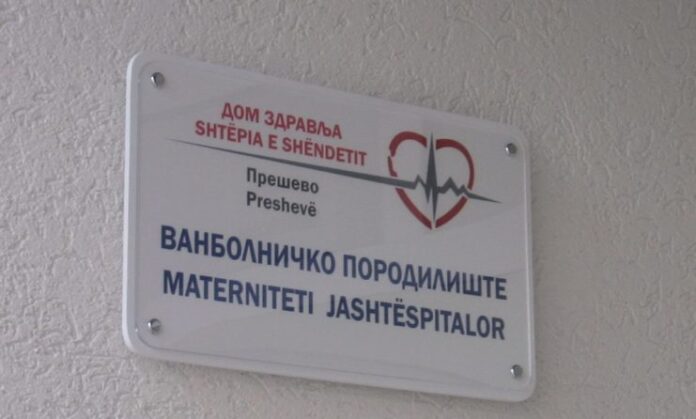 ДОМ ЗДРАВЉА
SHTËPIA E SHËNDETIT
Прешево
Preshevë
ВАНБОЛНИЧКО ПОРОДИЛИШТЕ
MATERNITETI JASHTËSPITALOR